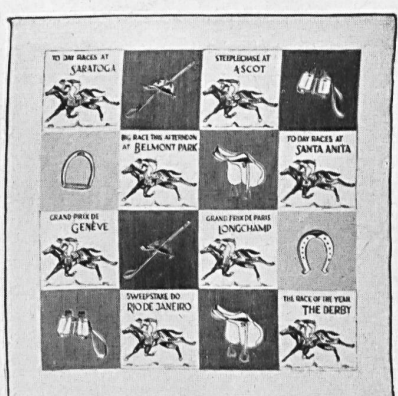 TO DAY RACES AT
SARATOGA
STEEPLECHASE AT
ASCOT
BIG RACE THIS AFTERNOON
AT BELMONT PARK
TO DAY RACES AT
SANTA ANITA
GRAND PRIX DE
GENÈVE
GRAND PRIX DE PARIS
LONGCHAMP
SWEEPSTAKE DO
RIO DE JANEIRO
THE RACE OF THE YEAR
THE DERBY